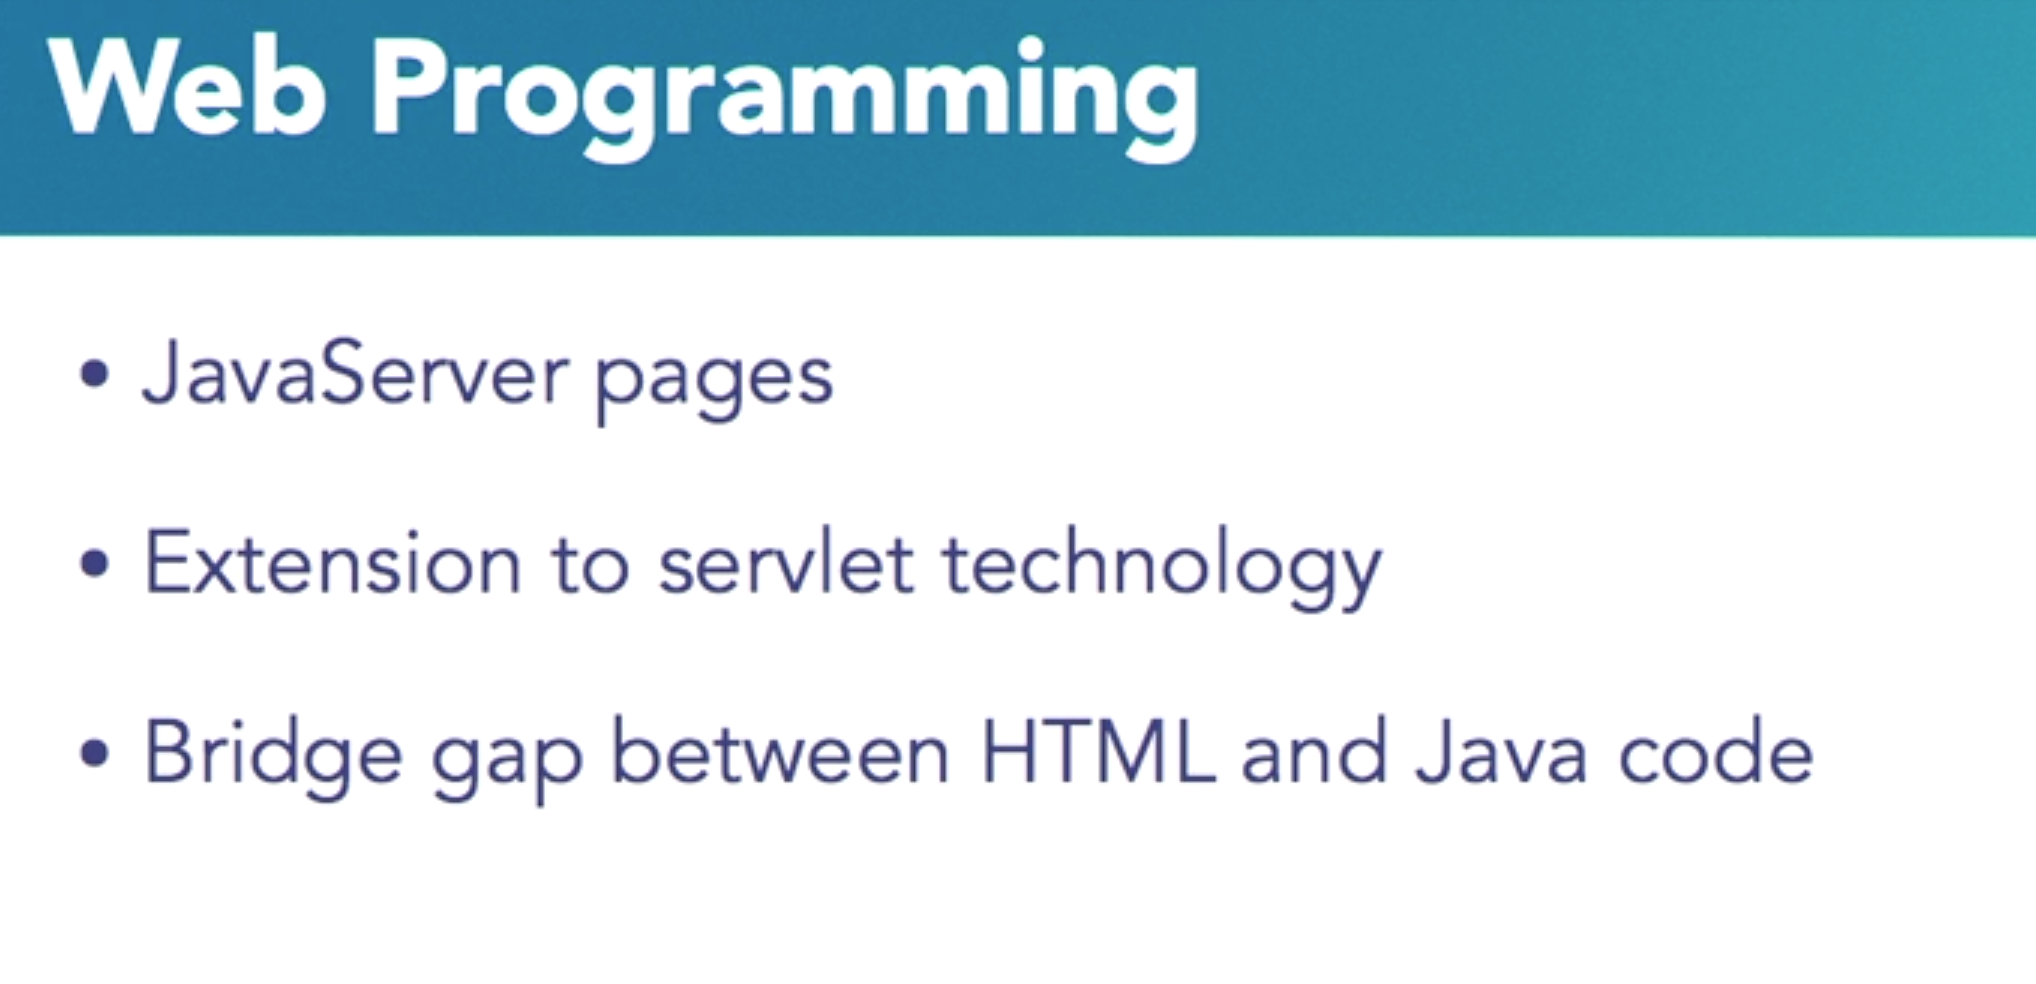 Web Programming
• JavaServer pages
• Extension to servlet technology
• Bridge gap between HTML and Java code